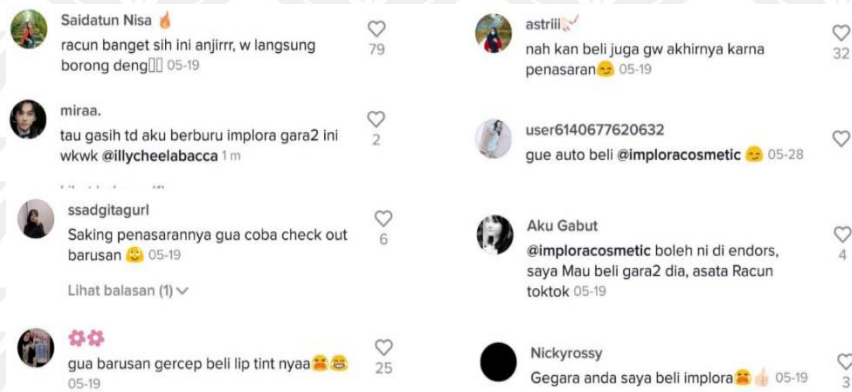 Saidatun Nisa 🔥
racun banget sih ini anjirrr, w langsung
borong deng▯▯ 05-19
79
miraa.
tau gasih td aku berburu implora gara2 ini
wkwk @illycheelabacca 1 m
2
ssadgitagurl
Saking penasarannya gua coba check out
barusan 05-19
6
Lihat balasan (1)
🌸🌸
gua barusan gercep beli lip tint nyaa😫😁
05-19
25
astriii
nah kan beli juga gw akhirnya karna
penasaran😏 05-19
32
user6140677620632
gue auto beli @imploracosmetic 😏 05-28
Aku Gabut
@imploracosmetic boleh ni di endors,
saya Mau beli gara2 dia, asata Racun
toktok 05-19
4
Nickyrossy
Gegara anda saya beli implora😫👍🏻 05-19
3